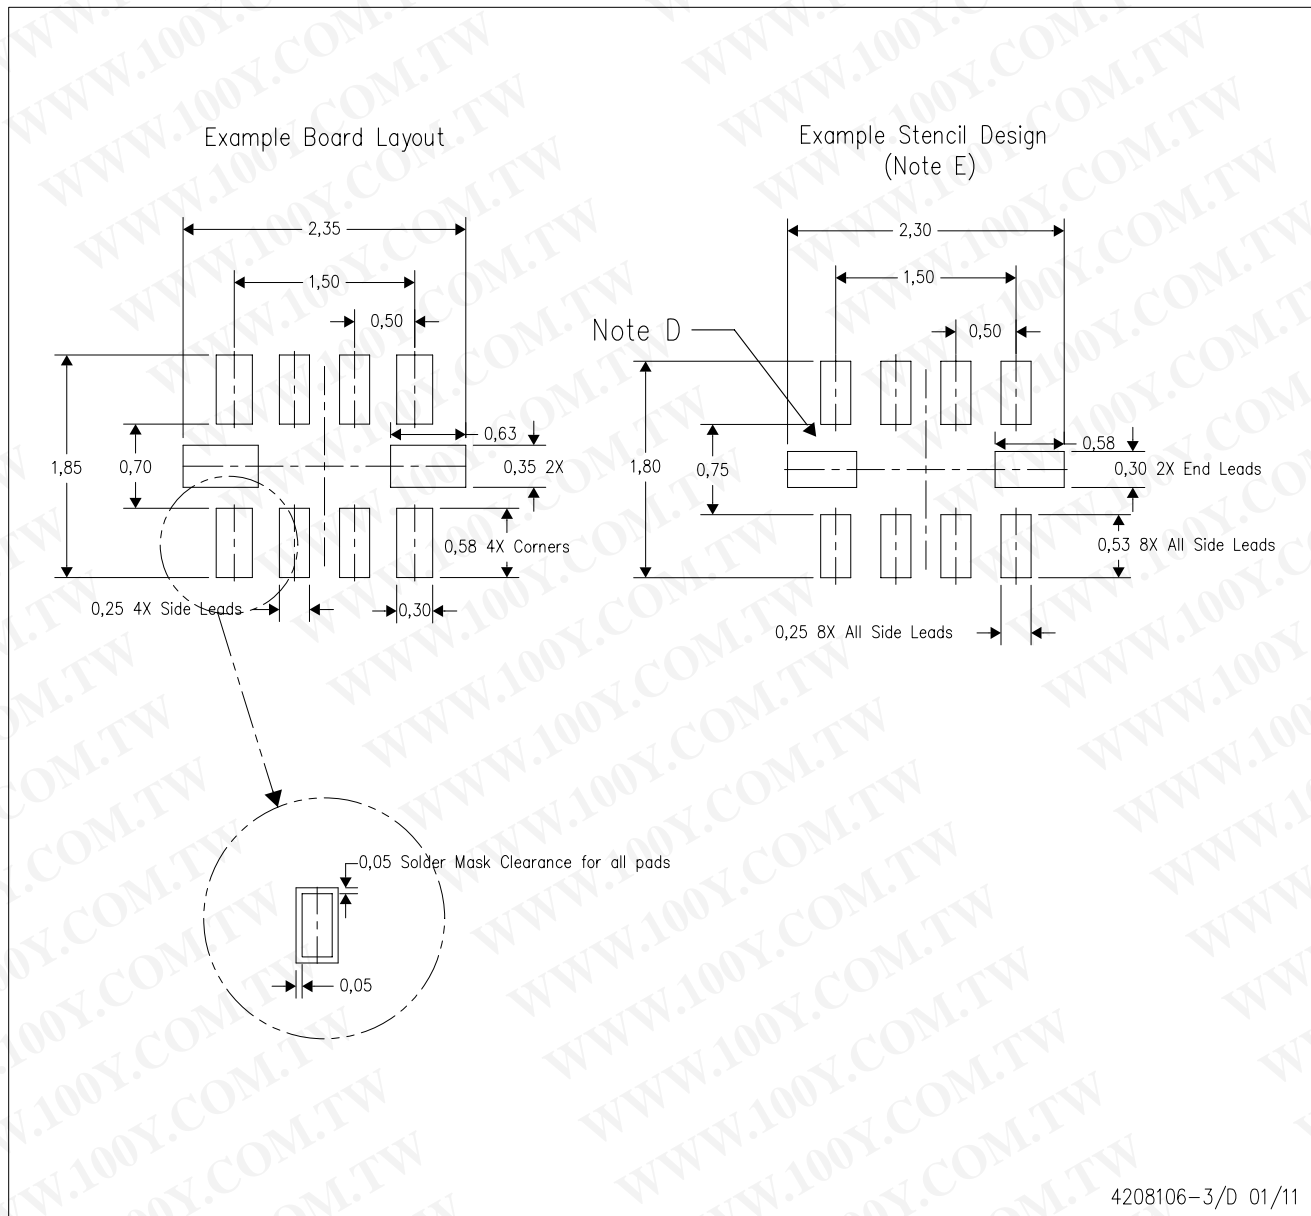 Example Board Layout
2,35
1,50
0,50
1,85
0,70
0,63
0,35 2X
0,58 4X Corners
0,25 4X Side Leads
0,30
0,05 Solder Mask Clearance for all pads
0,05
Example Stencil Design
(Note E)
2,30
1,50
0,50
Note D
1,80
0,75
0,58
0,30 2X End Leads
0,53 8X All Side Leads
0,25 8X All Side Leads
4208106-3/D 01/11
WWW.100Y.COM.TW